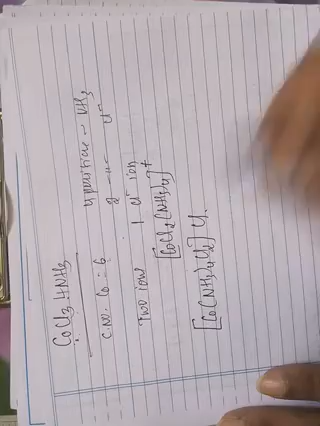 CoCl3 4NH3
C.No. Co = 6 4 position - NH3
2 -〃- Cl-
Two ions 1 Cl- ion
[CoCl2(NH3)4]+
[Co(NH3)4Cl2]Cl.